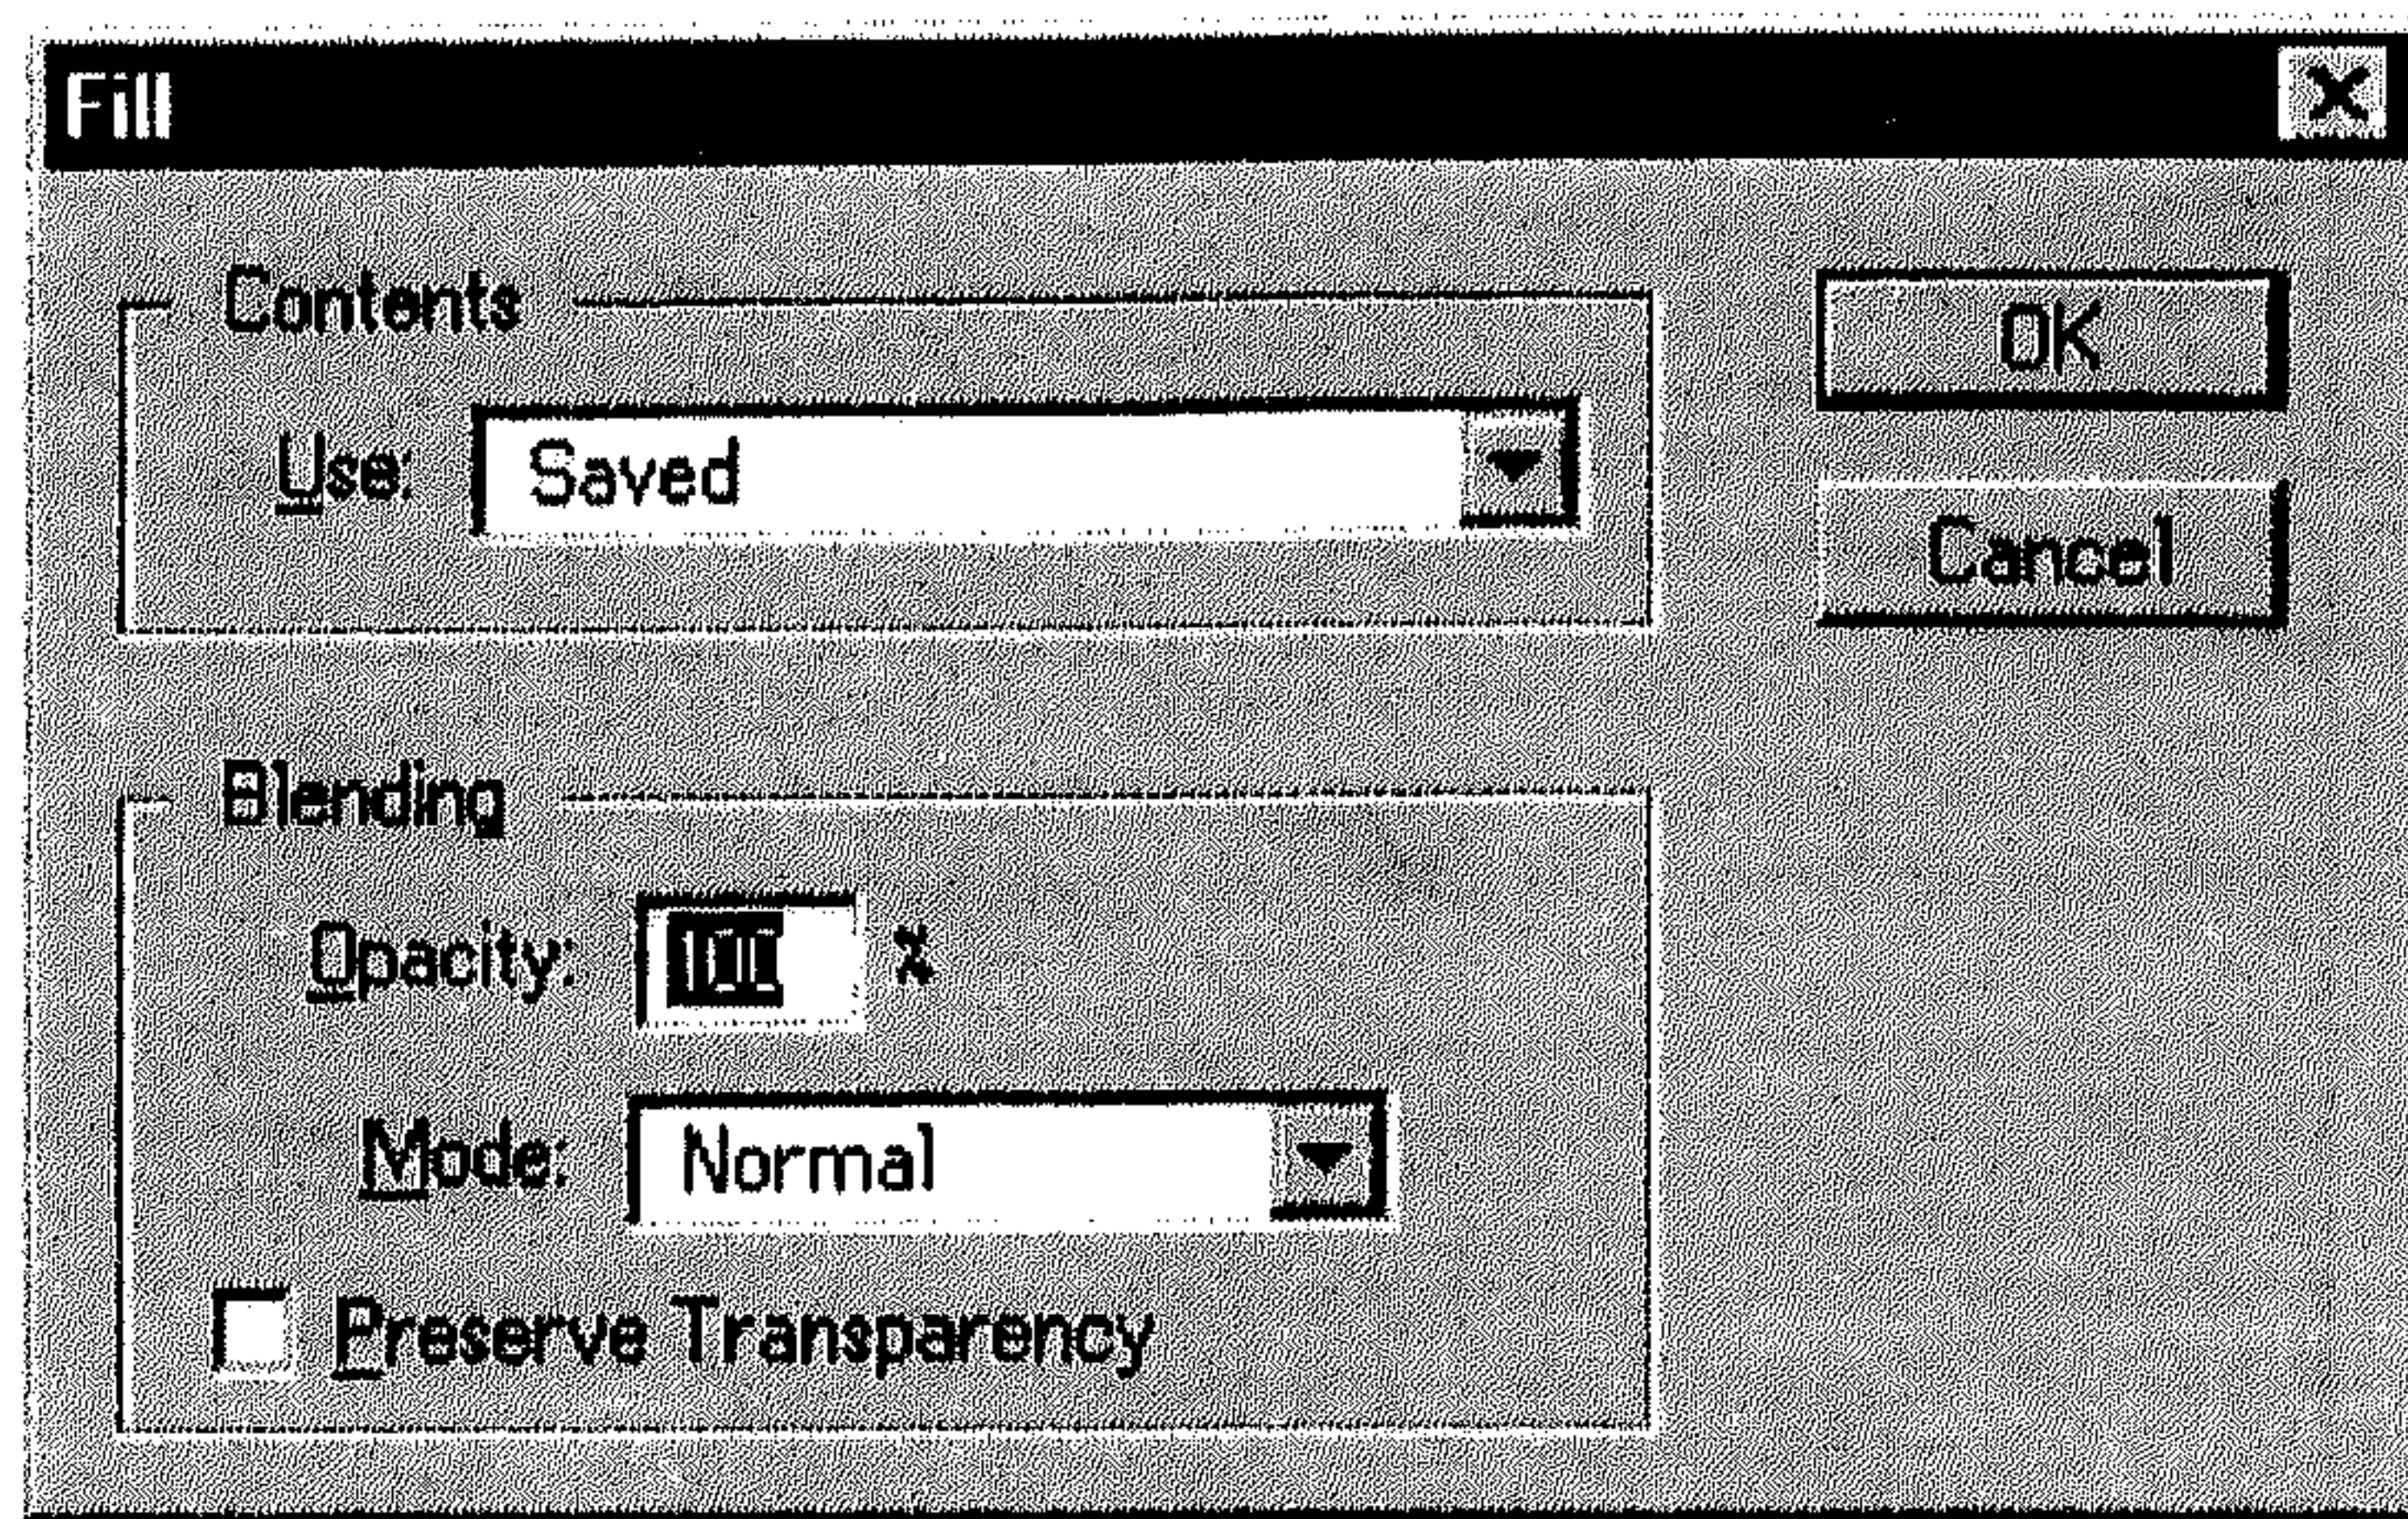 Fill
Contents
OK
Use: Saved
Cancel
Blending
Opacity: 100 %
Mode: Normal
Preserve Transparency